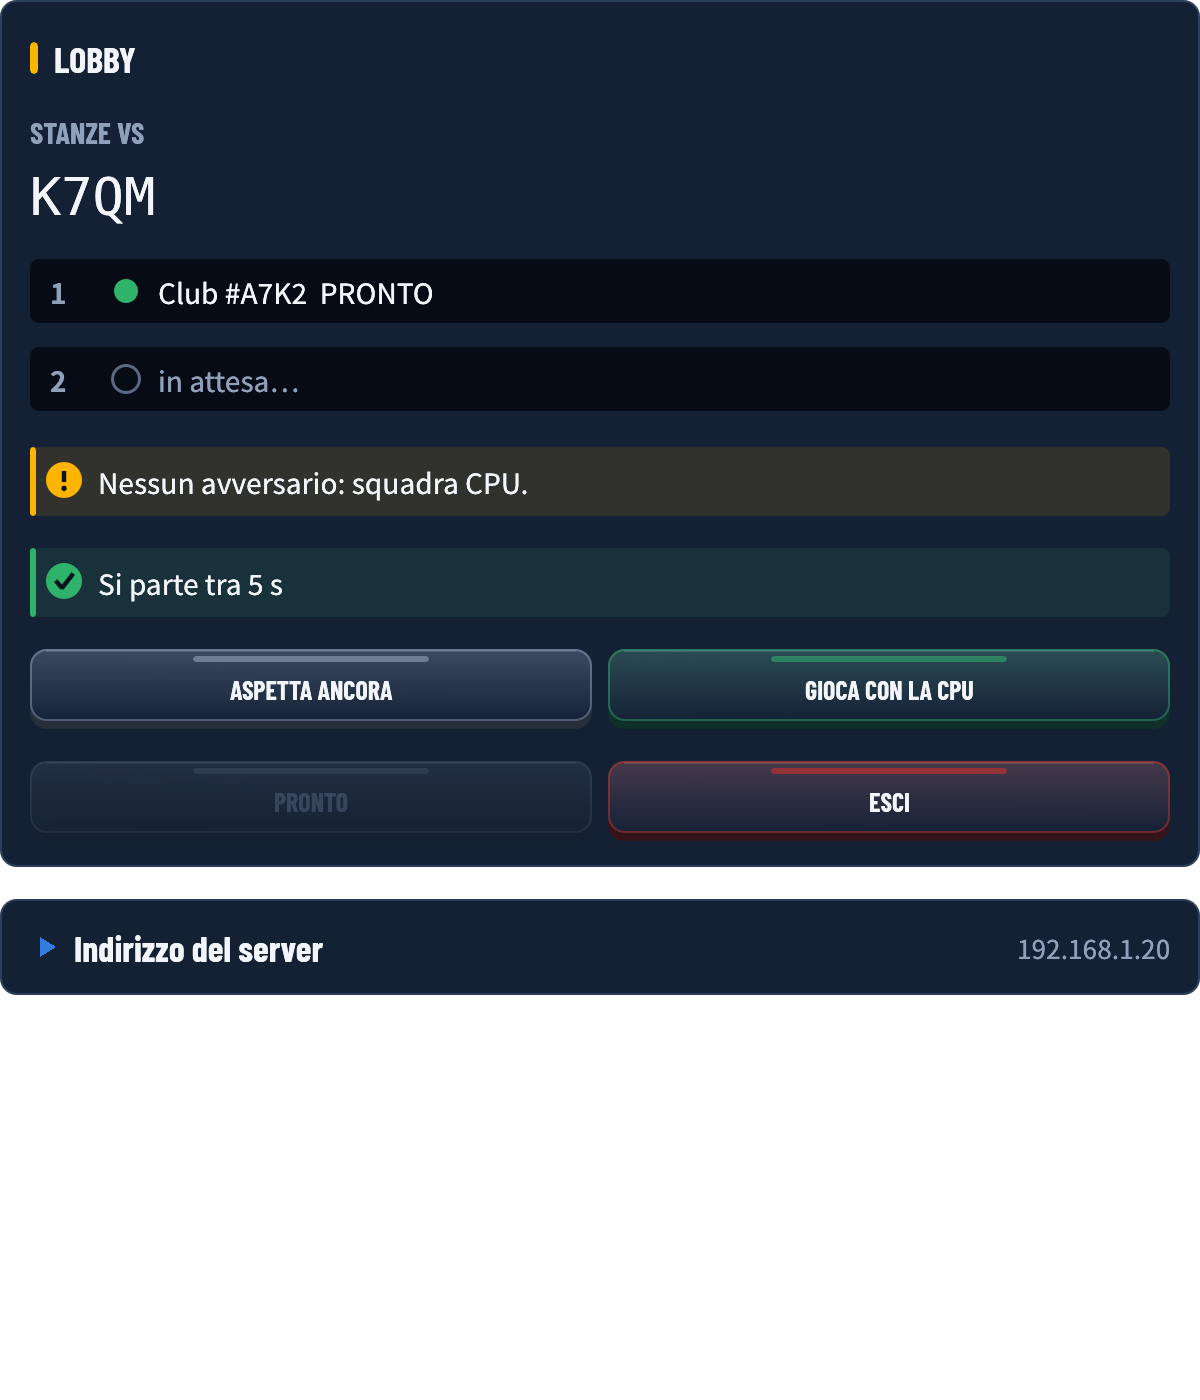 LOBBY
STANZE VS
K7QM
1 Club #A7K2 PRONTO
2 in attesa…
Nessun avversario: squadra CPU.
Si parte tra 5 s
ASPETTA ANCORA
GIOCA CON LA CPU
PRONTO
ESCI
Indirizzo del server
192.168.1.20